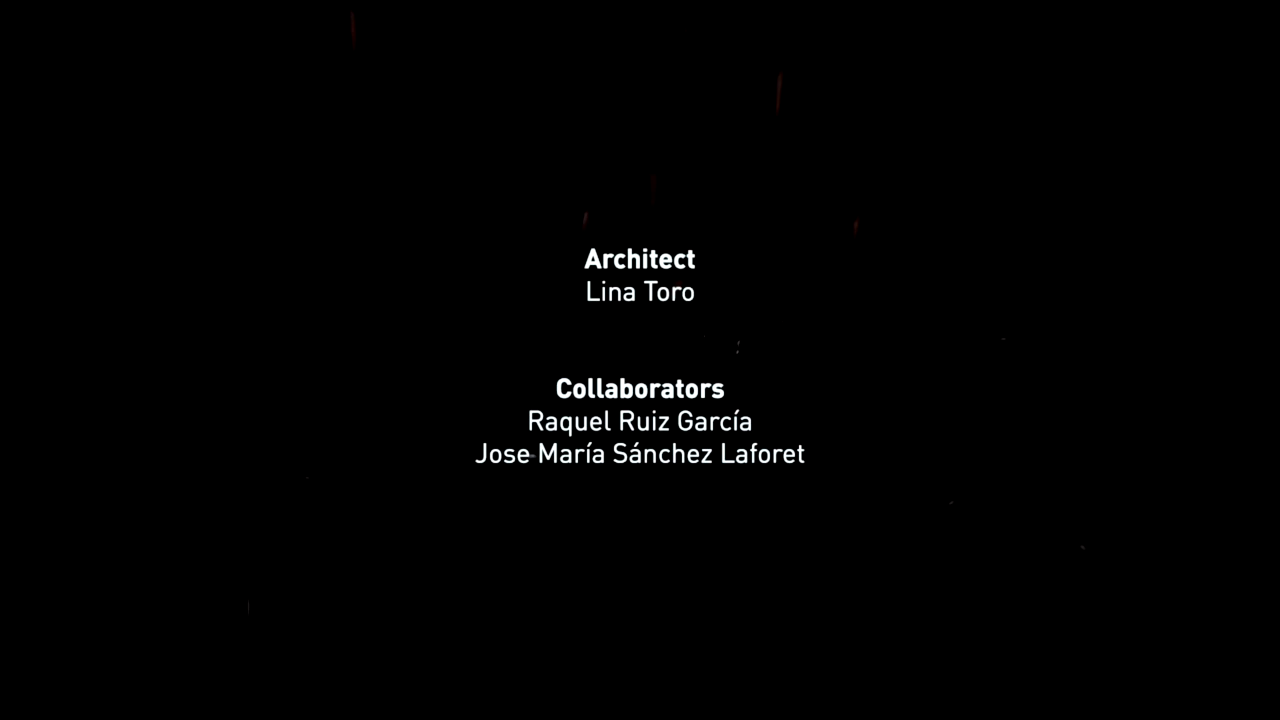 Architect
Lina Toro
Collaborators
Raquel Ruiz García
Jose María Sánchez Laforet